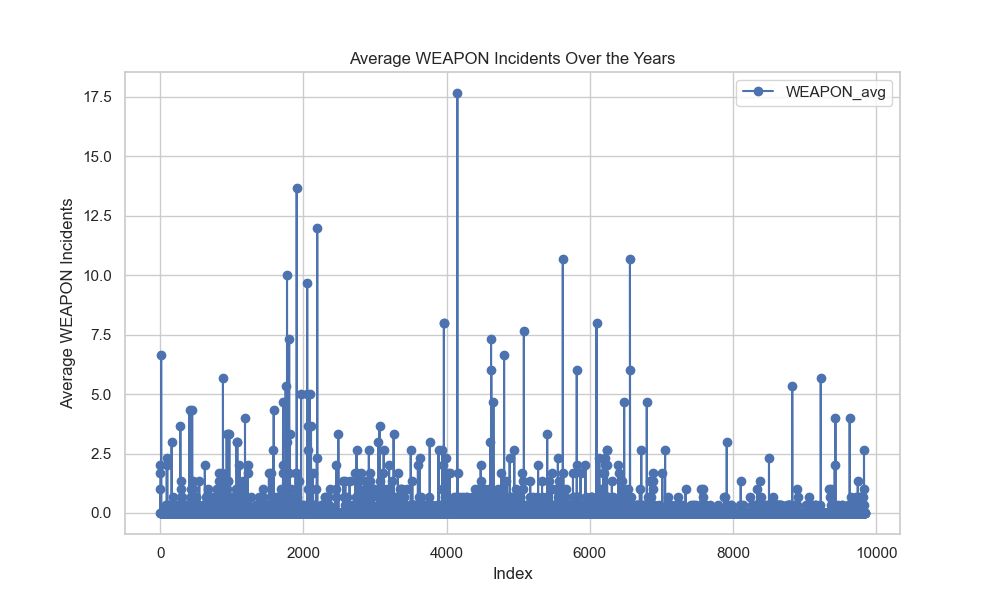 Average WEAPON Incidents Over the Years
WEAPON_avg
Average WEAPON Incidents
17.5
15.0
12.5
10.0
7.5
5.0
2.5
0.0
0 2000 4000 6000 8000 10000
Index